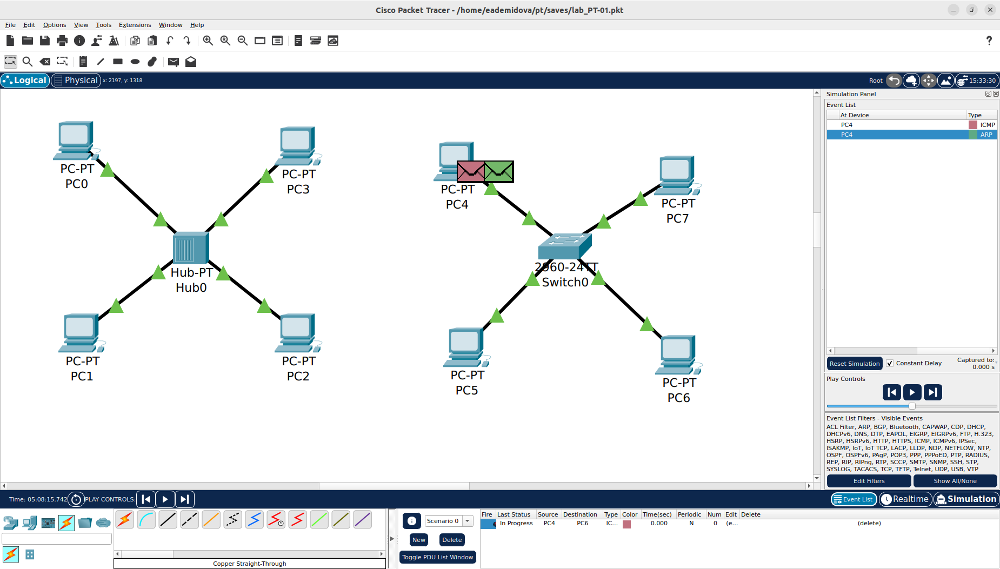 Cisco Packet Tracer - /home/eademidova/pt/saves/lab_PT-01.pkt
File Edit Options View Tools Extensions Window Help
Logical Physical x: 2197, y: 1318 Root 15:33:30
Simulation Panel
Event List
At Device Type
PC4 ICMP
PC4 ARP
PC-PT
PC0
PC-PT
PC3
PC-PT
PC4
PC-PT
PC7
Hub-PT
Hub0
2960-24TT
Switch0
PC-PT
PC1
PC-PT
PC2
PC-PT
PC5
PC-PT
PC6
Reset Simulation Constant Delay Captured to:
0.000 s
Play Controls
Event List Filters - Visible Events
ACL Filter, ARP, BGP, Bluetooth, CAPWAP, CDP, DHCP,
DHCPv6, DNS, DTP, EAPOL, EIGRP, EIGRPv6, FTP, H.323,
HSRP, HSRPv6, HTTP, HTTPS, ICMP, ICMPv6, IPSec,
ISAKMP, IoT, IoT TCP, LACP, LLDP, NDP, NETFLOW, NTP,
OSPF, OSPFv6, PAgP, POP3, PPP, PPPoED, PTP, RADIUS,
REP, RIP, RIPng, RTP, SCCP, SMTP, SNMP, SSH, STP,
SYSLOG, TACACS, TCP, TFTP, Telnet, UDP, USB, VTP
Edit Filters Show All/None
Time: 05:08:15.742 PLAY CONTROLS: Event List Realtime Simulation
Scenario 0
New Delete
Toggle PDU List Window
Fire Last Status Source Destination Type Color Time(sec) Periodic Num Edit Delete
In Progress PC4 PC6 IC... 0.000 N 0 (e... (delete)
Copper Straight-Through